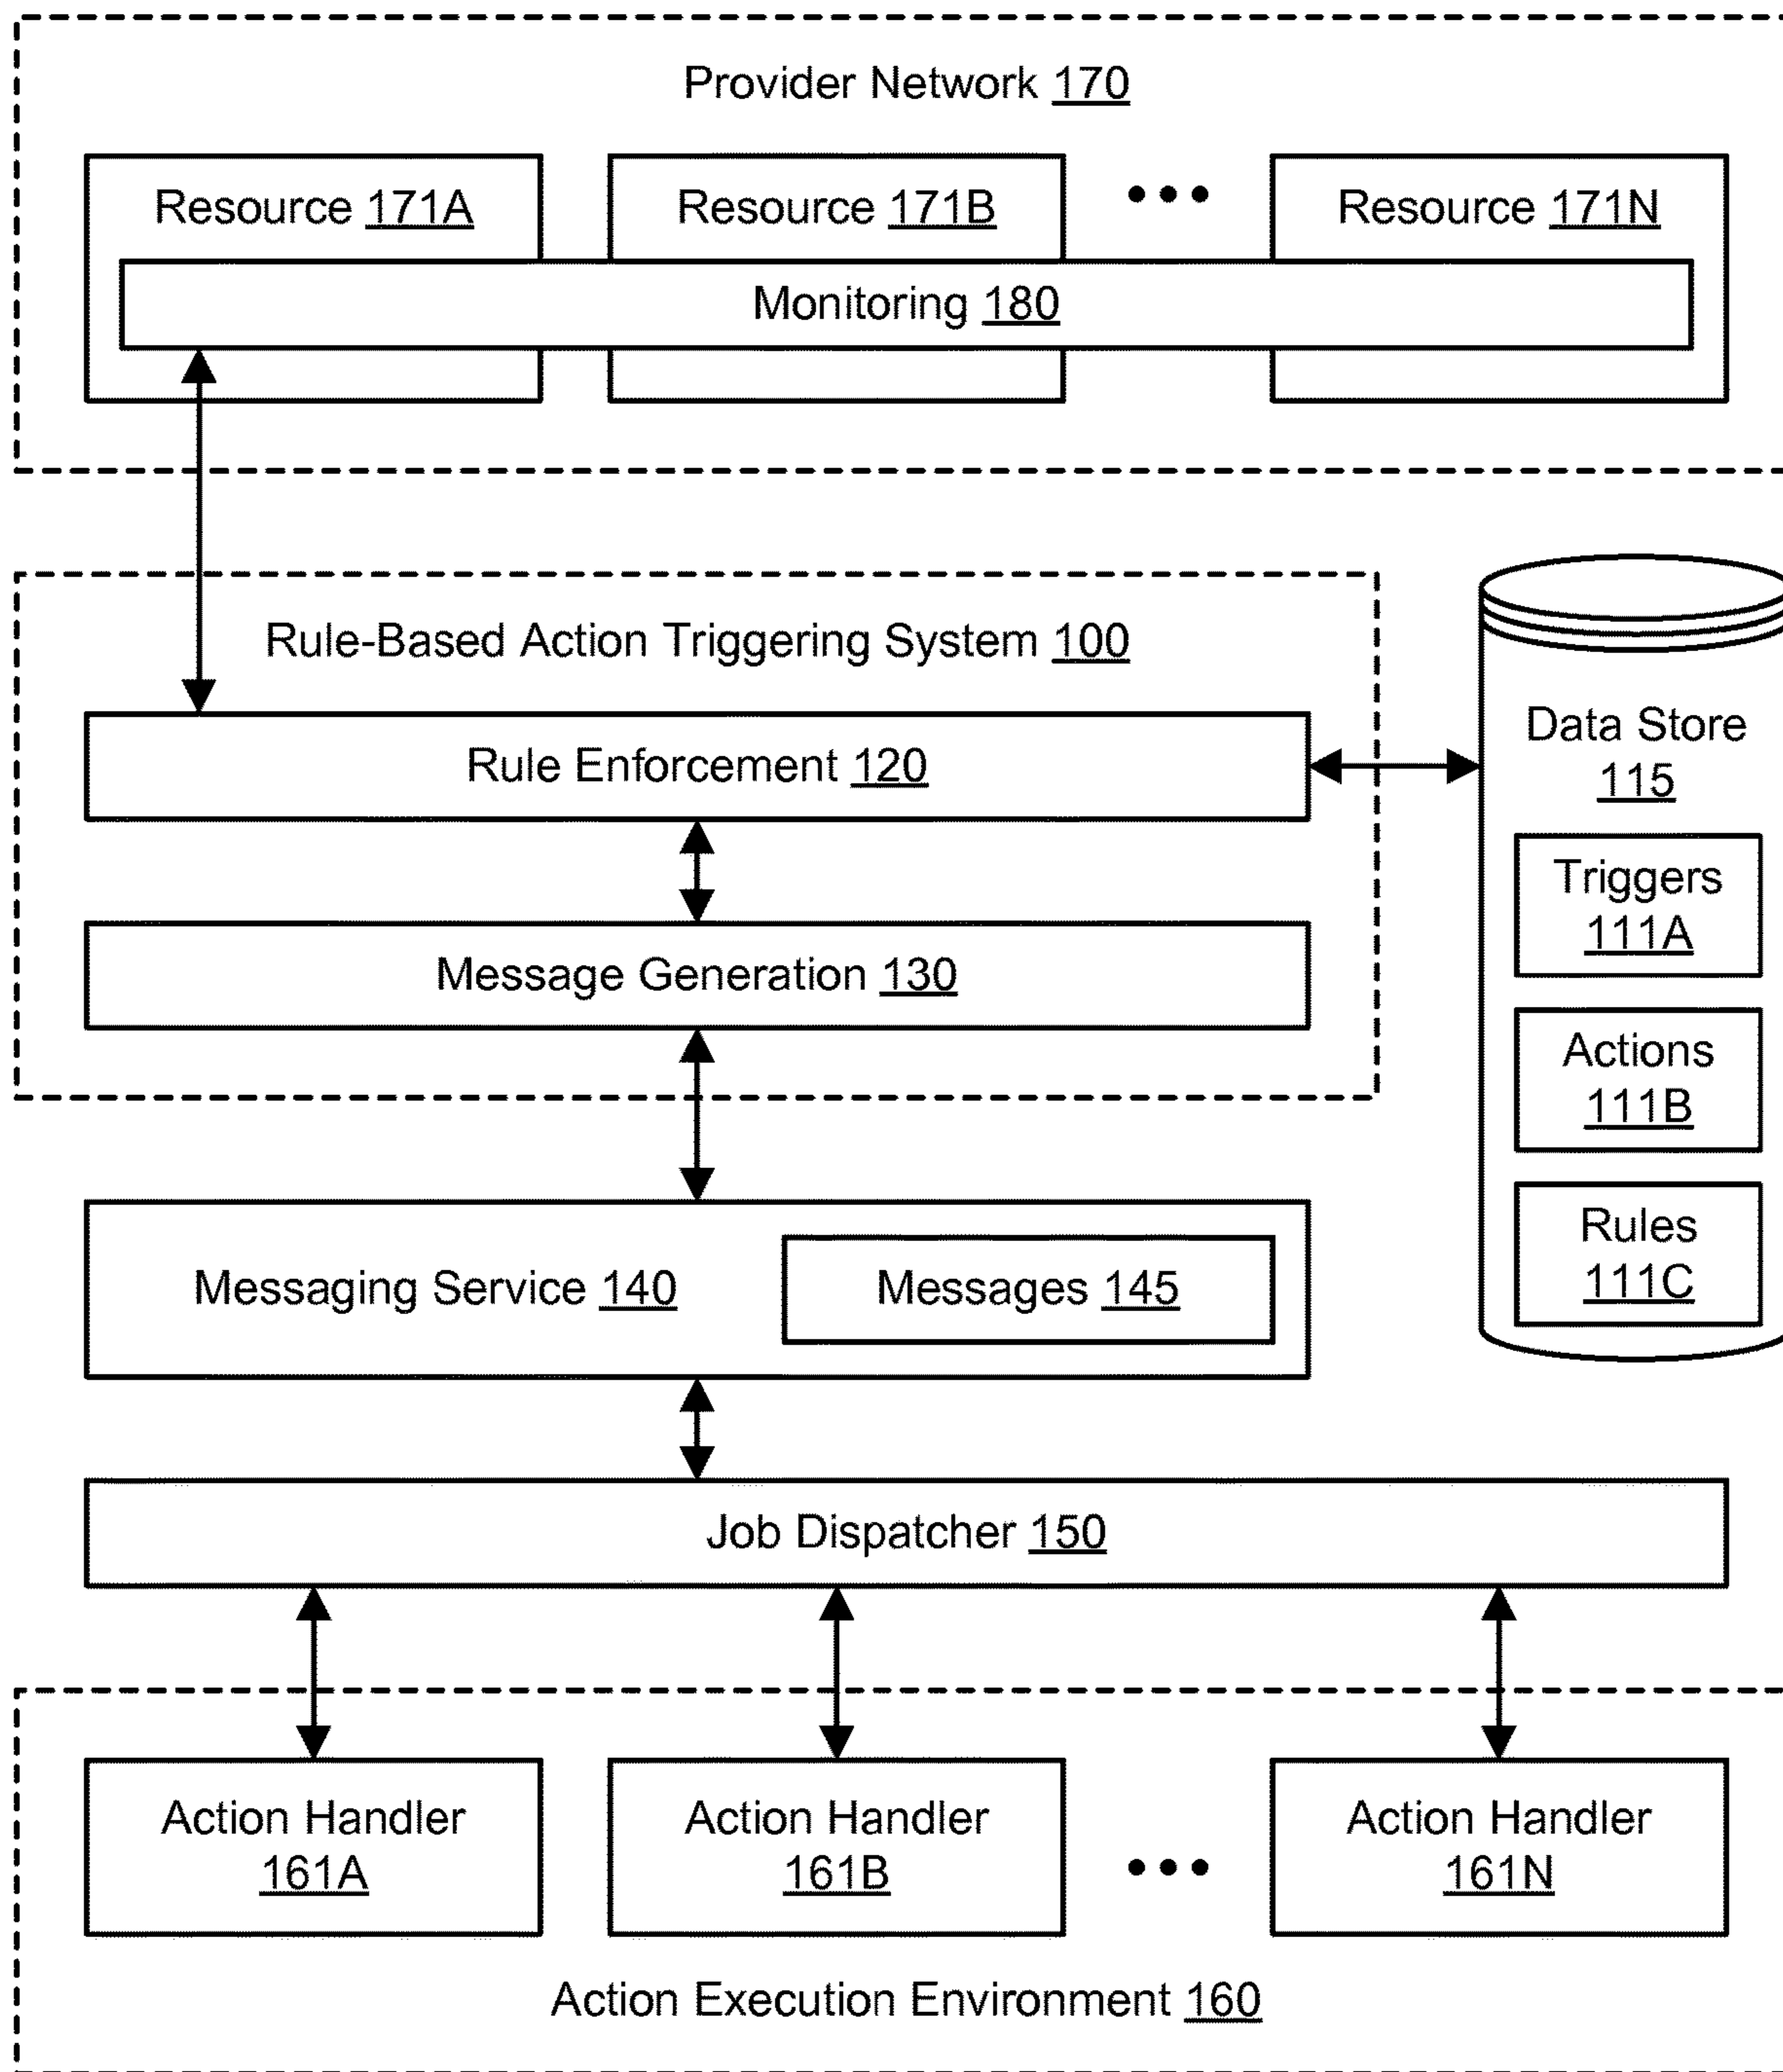 Provider Network 170
Resource 171A
Resource 171B
Resource 171N
Monitoring 180
Rule-Based Action Triggering System 100
Rule Enforcement 120
Message Generation 130
Data Store
115
Triggers
111A
Actions
111B
Rules
111C
Messaging Service 140
Messages 145
Job Dispatcher 150
Action Handler
161A
Action Handler
161B
Action Handler
161N
Action Execution Environment 160